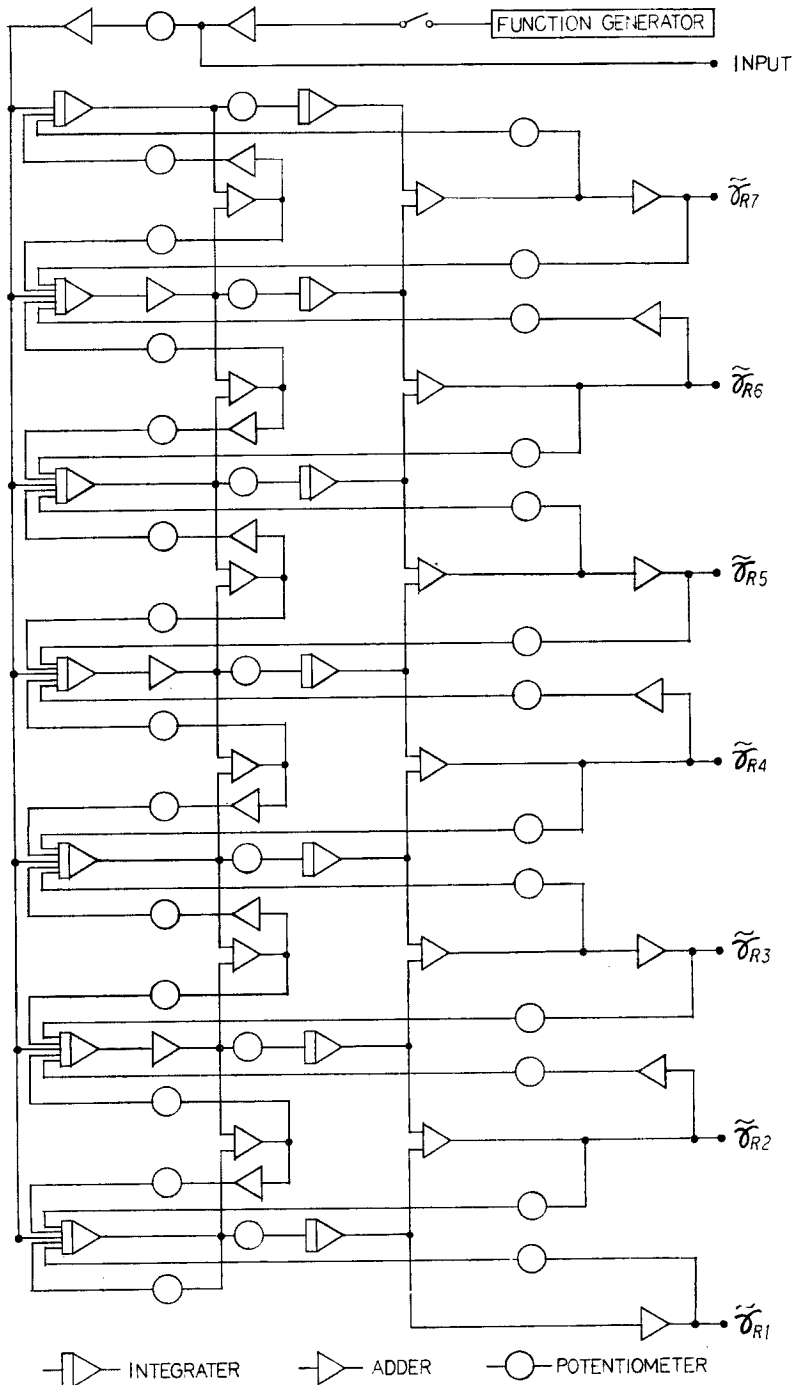 FUNCTION GENERATOR
INPUT
γ̃R7
γ̃R6
γ̃R5
γ̃R4
γ̃R3
γ̃R2
γ̃R1
INTEGRATER
ADDER
POTENTIOMETER